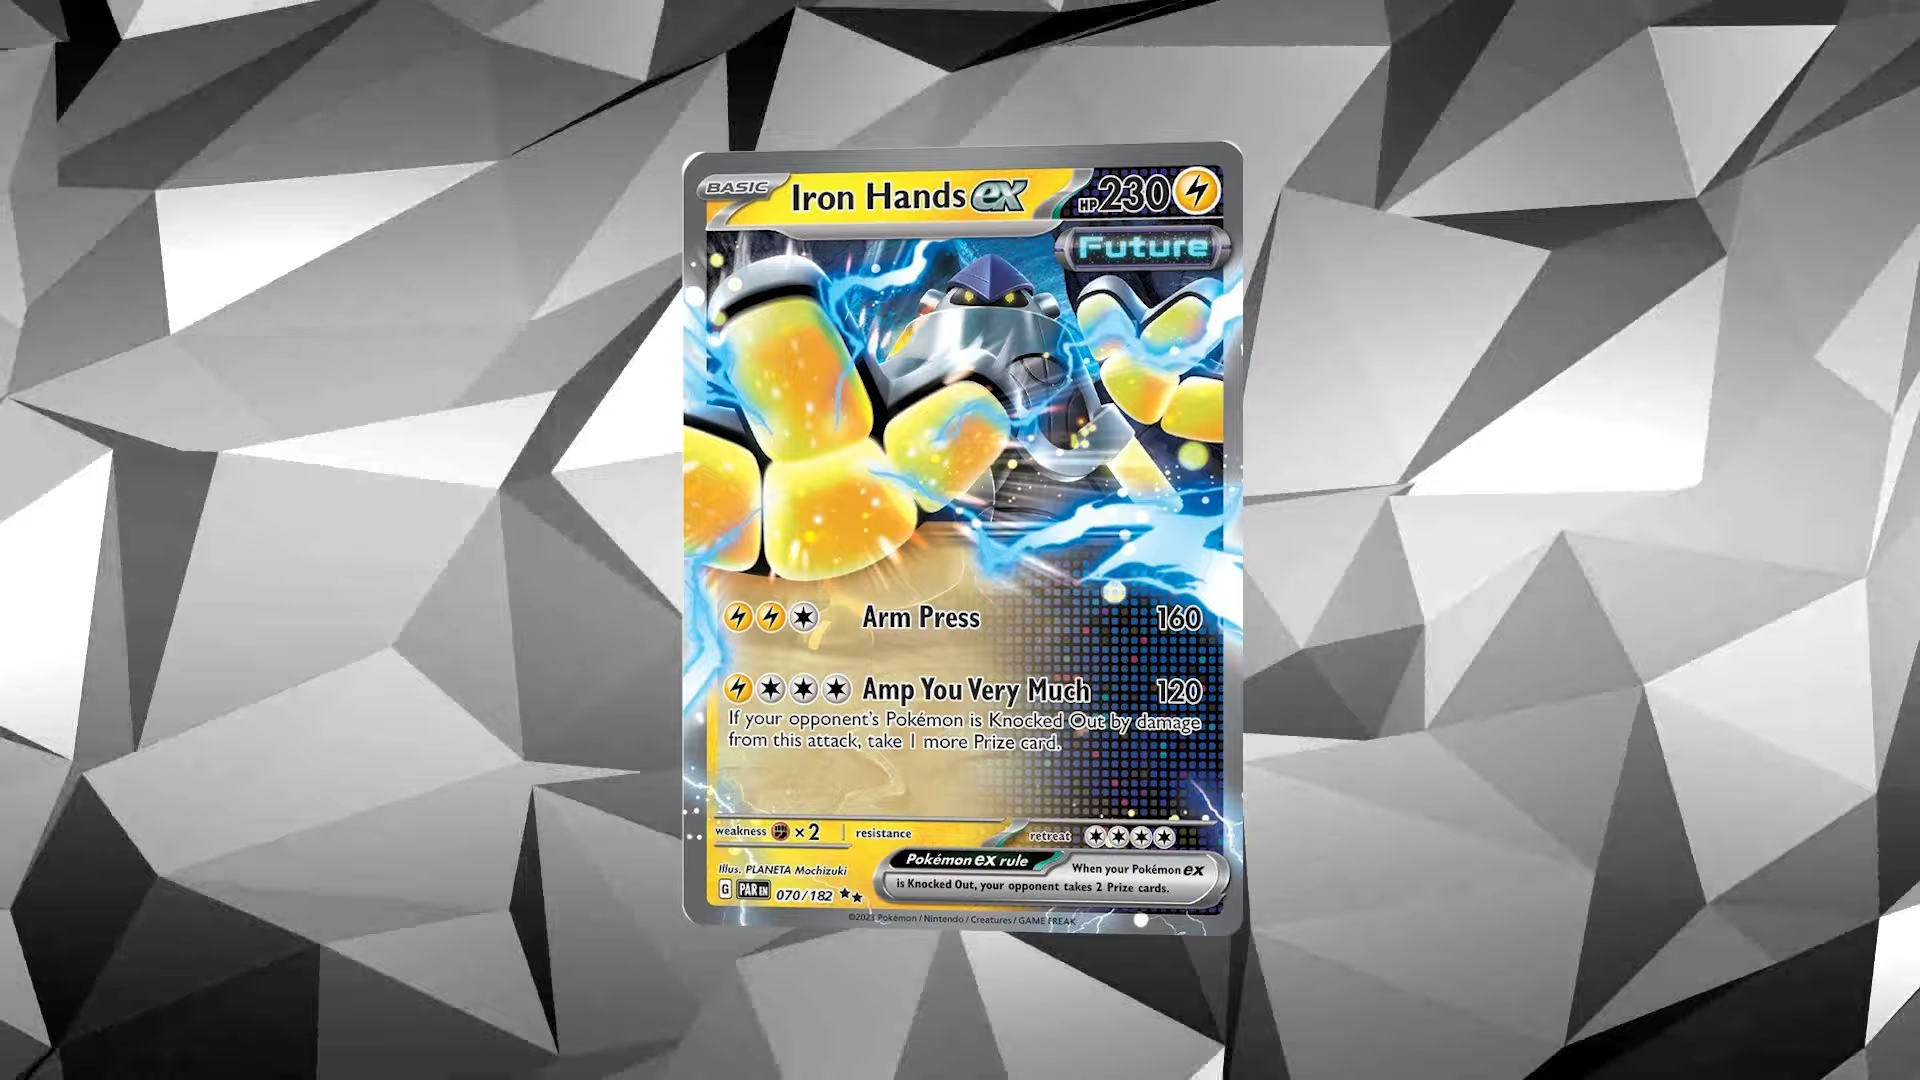 BASIC Iron Hands ex HP 230
Future
Arm Press 160
Amp You Very Much 120
If your opponent's Pokémon is Knocked Out by damage
from this attack, take 1 more Prize card.
weakness ×2 resistance retreat
Pokémon ex rule When your Pokémon ex
is Knocked Out, your opponent takes 2 Prize cards.
Illus. PLANETA Mochizuki
G PAR EN 070/182
©2023 Pokémon / Nintendo / Creatures / GAME FREAK